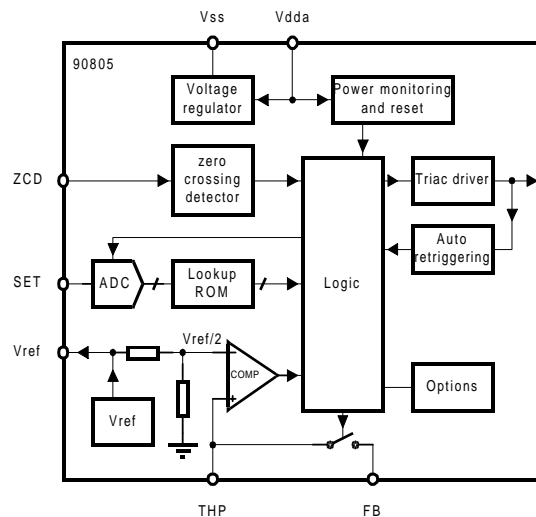 Vss
Vdda
90805
Voltage
regulator
Power monitoring
and reset
ZCD
zero
crossing
detector
Triac driver
Auto
retriggering
SET
ADC
Lookup
ROM
Logic
Vref
Vref/2
COMP
Vref
Options
THP
FB